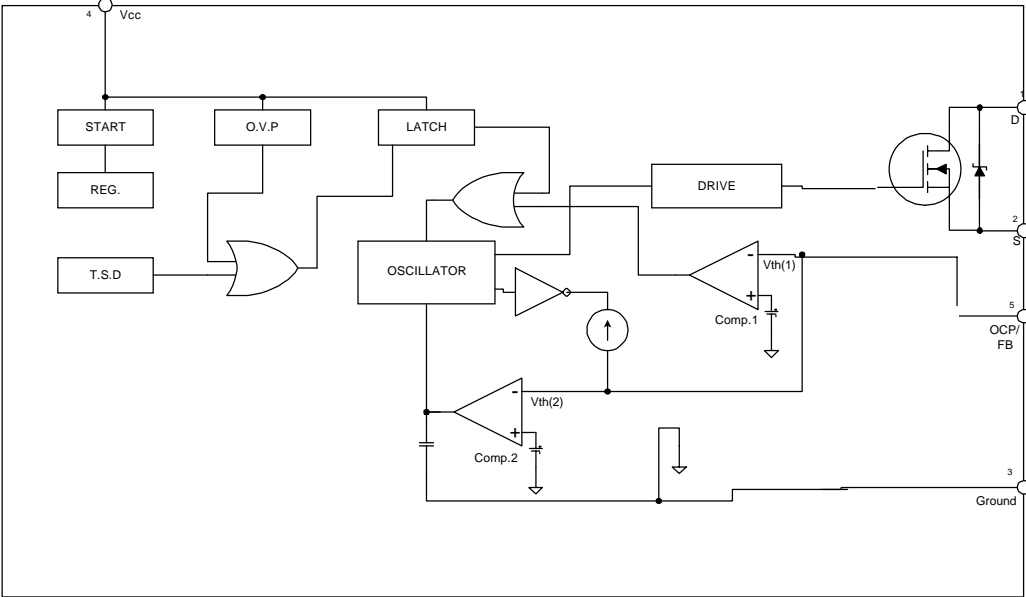 4 Vcc
START
O.V.P
LATCH
1
D
REG.
DRIVE
2
S
T.S.D
OSCILLATOR
-
Vth(1)
+
Comp.1
5
OCP/
FB
-
Vth(2)
+
Comp.2
3
Ground